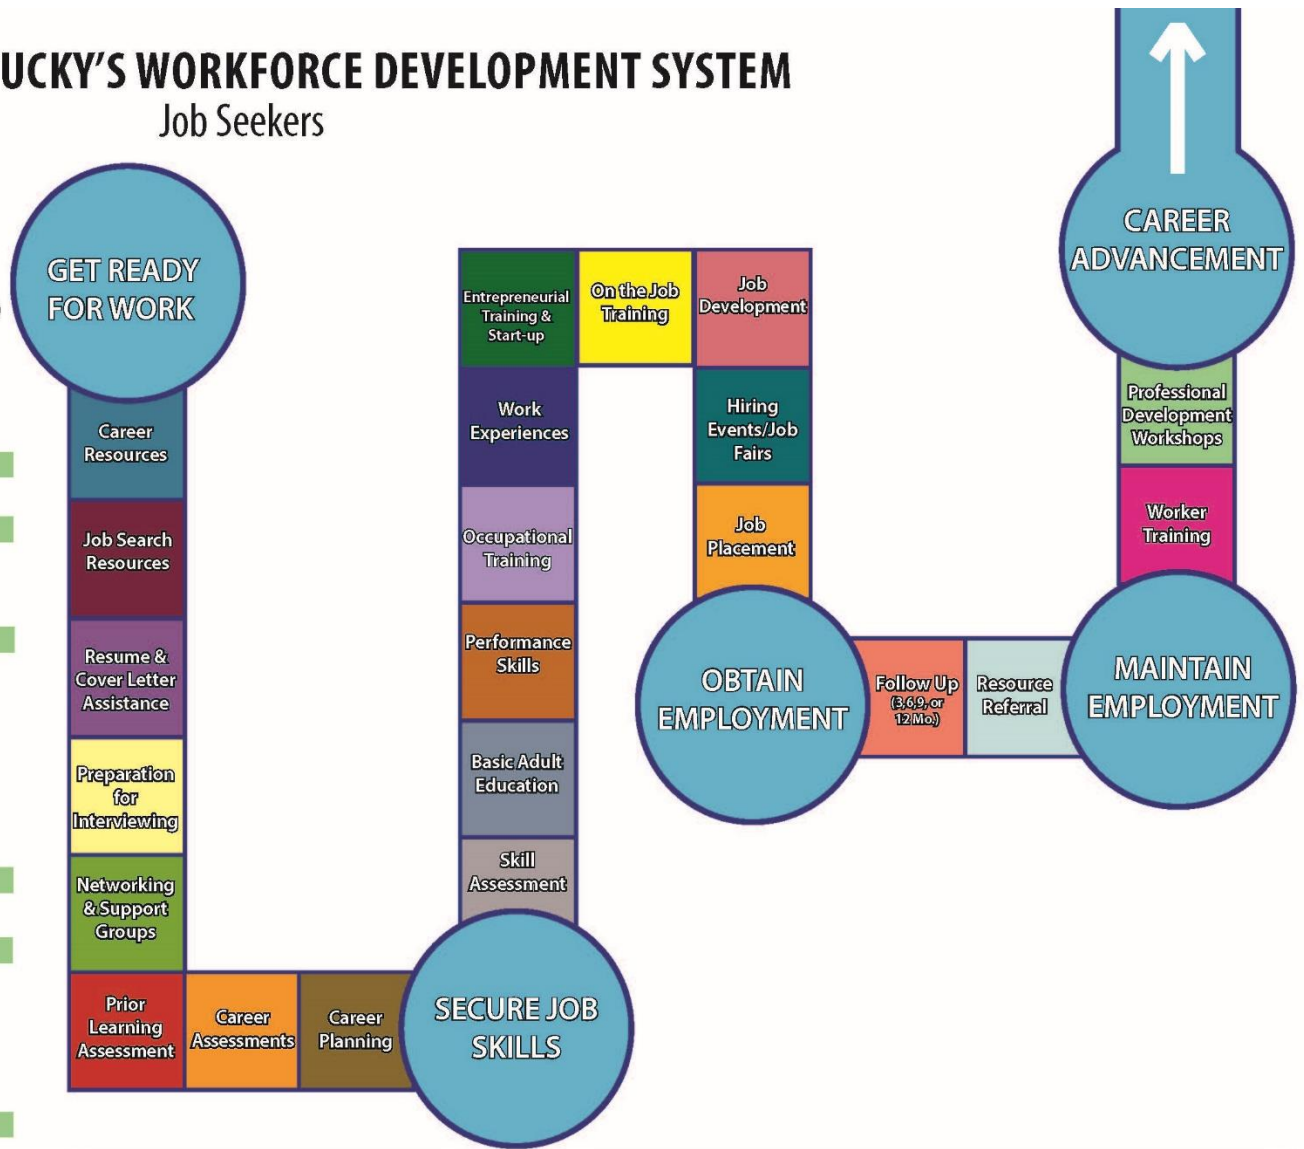 UCKY'S WORKFORCE DEVELOPMENT SYSTEM
Job Seekers
GET READY
FOR WORK
Career
Resources
Job Search
Resources
Resume &
Cover Letter
Assistance
Preparation
for
Interviewing
Networking
& Support
Groups
Prior
Learning
Assessment
Career
Assessments
Career
Planning
SECURE JOB
SKILLS
Skill
Assessment
Basic Adult
Education
Performance
Skills
Occupational
Training
Work
Experiences
Entrepreneurial
Training &
Start-up
On the Job
Training
Job
Development
Hiring
Events/Job
Fairs
Job
Placement
OBTAIN
EMPLOYMENT
Follow Up
(3,6,9, or
12 Mo.)
Resource
Referral
MAINTAIN
EMPLOYMENT
Worker
Training
Professional
Development
Workshops
CAREER
ADVANCEMENT